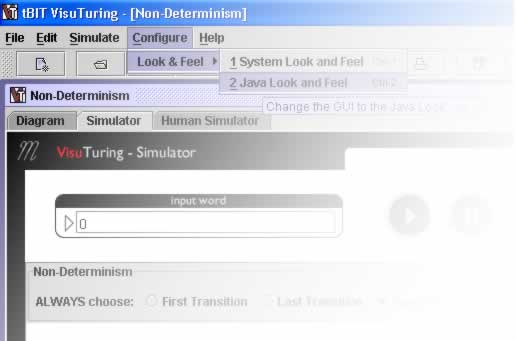 tBIT VisuTuring - [Non-Determinism]
File Edit Simulate Configure Help
Look & Feel 1 System Look and Feel Ctrl-1
2 Java Look and Feel Ctrl-2
Change the GUI to the Java Look
Non-Determinism
Diagram Simulator Human Simulator
VisuTuring - Simulator
input word
0
Non-Determinism
ALWAYS choose: First Transition Last Transition